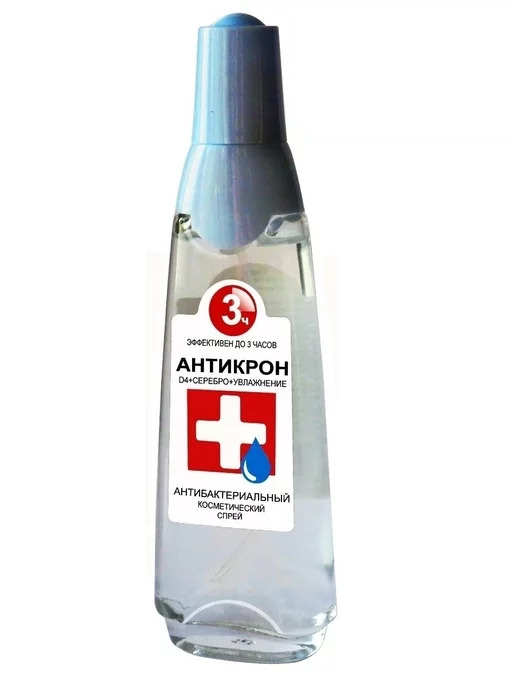 3ч
ЭФФЕКТИВЕН ДО 3 ЧАСОВ
АНТИКРОН
D4+СЕРЕБРО+УВЛАЖНЕНИЕ
АНТИБАКТЕРИАЛЬНЫЙ
КОСМЕТИЧЕСКИЙ
СПРЕЙ